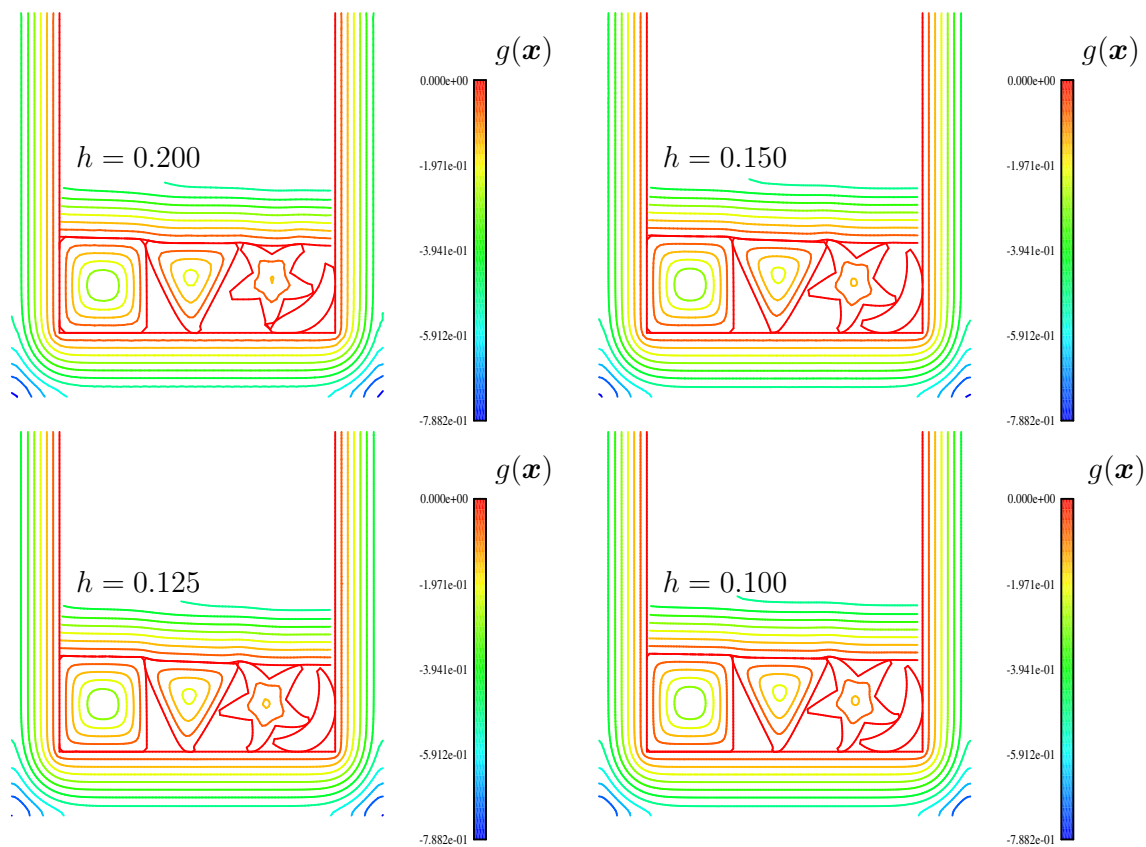 g(x)
0.000e+00
-1.971e-01
-3.941e-01
-5.912e-01
-7.882e-01
h = 0.200
g(x)
0.000e+00
-1.971e-01
-3.941e-01
-5.912e-01
-7.882e-01
h = 0.150
g(x)
0.000e+00
-1.971e-01
-3.941e-01
-5.912e-01
-7.882e-01
h = 0.125
g(x)
0.000e+00
-1.971e-01
-3.941e-01
-5.912e-01
-7.882e-01
h = 0.100